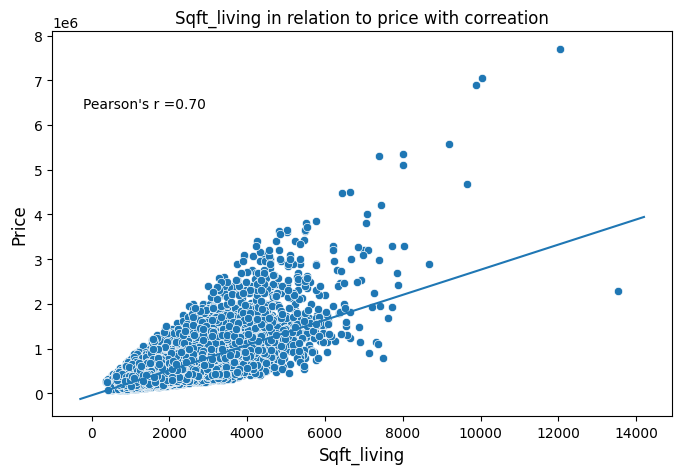 Sqft_living in relation to price with correation
1e6
8
7
Pearson's r =0.70
6
5
4
3
2
1
0
Price
0 2000 4000 6000 8000 10000 12000 14000
Sqft_living